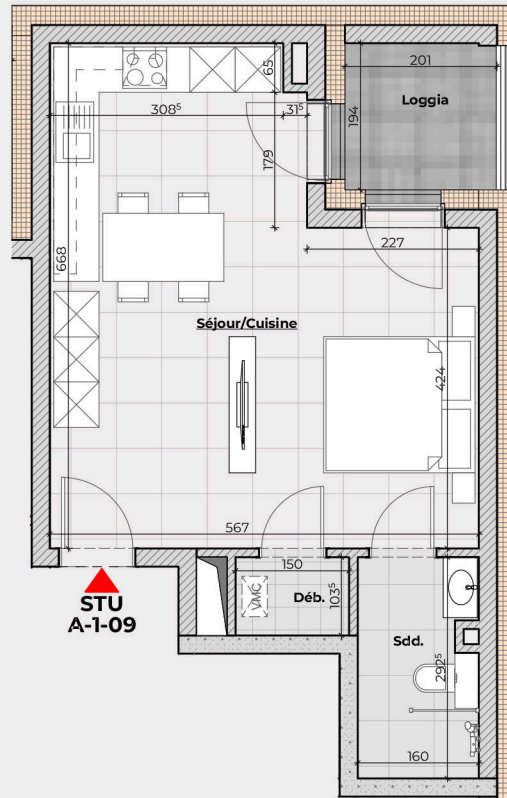 65
201
Loggia
308⁵
31⁵
194
179
227
668
Séjour/Cuisine
424
567
150
VMC
Déb.
103⁵
STU
A-1-09
Sdd.
292⁵
160